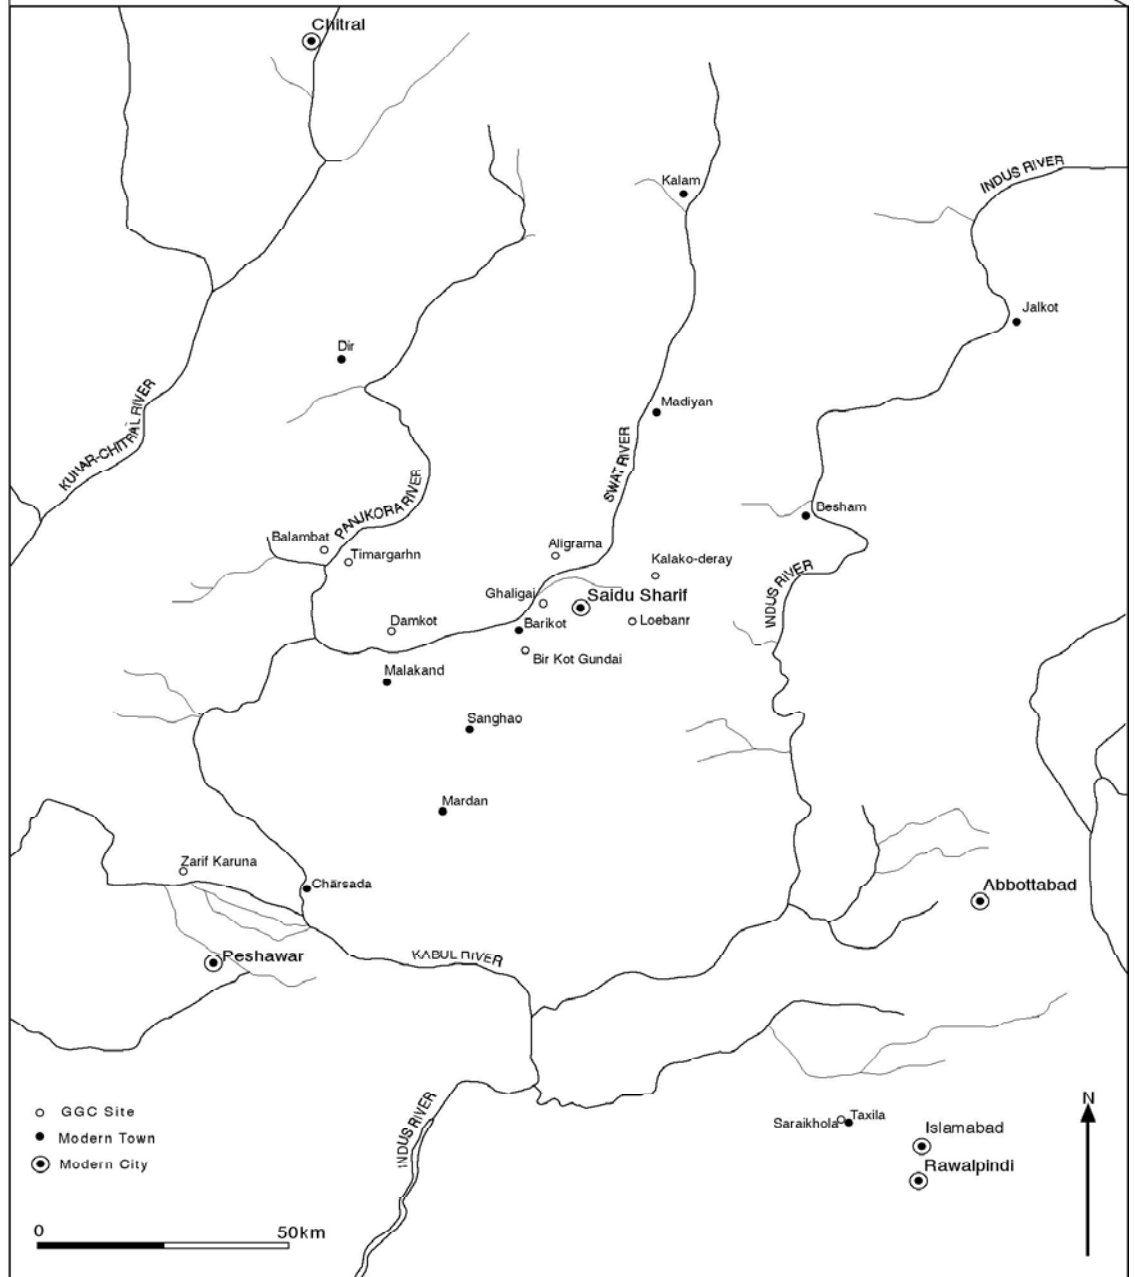 Chitral
INDUS RIVER
Kalam
Jalkot
Dir
KUNAR-CHITRAL RIVER
Madiyan
SWAT RIVER
PANJKORA RIVER
Besham
Balambat
Timargarhn
Aligrama
Kalako-deray
INDUS RIVER
Ghaligai
Saidu Sharif
Damkot
Barikot
Loebanr
Bir Kot Gundai
Malakand
Sanghao
Mardan
Zarif Karuna
Charsada
Abbottabad
Peshawar
KABUL RIVER
INDUS RIVER
GGC Site
Modern Town
Modern City
Saraikhola
Taxila
Islamabad
Rawalpindi
N
0 50km